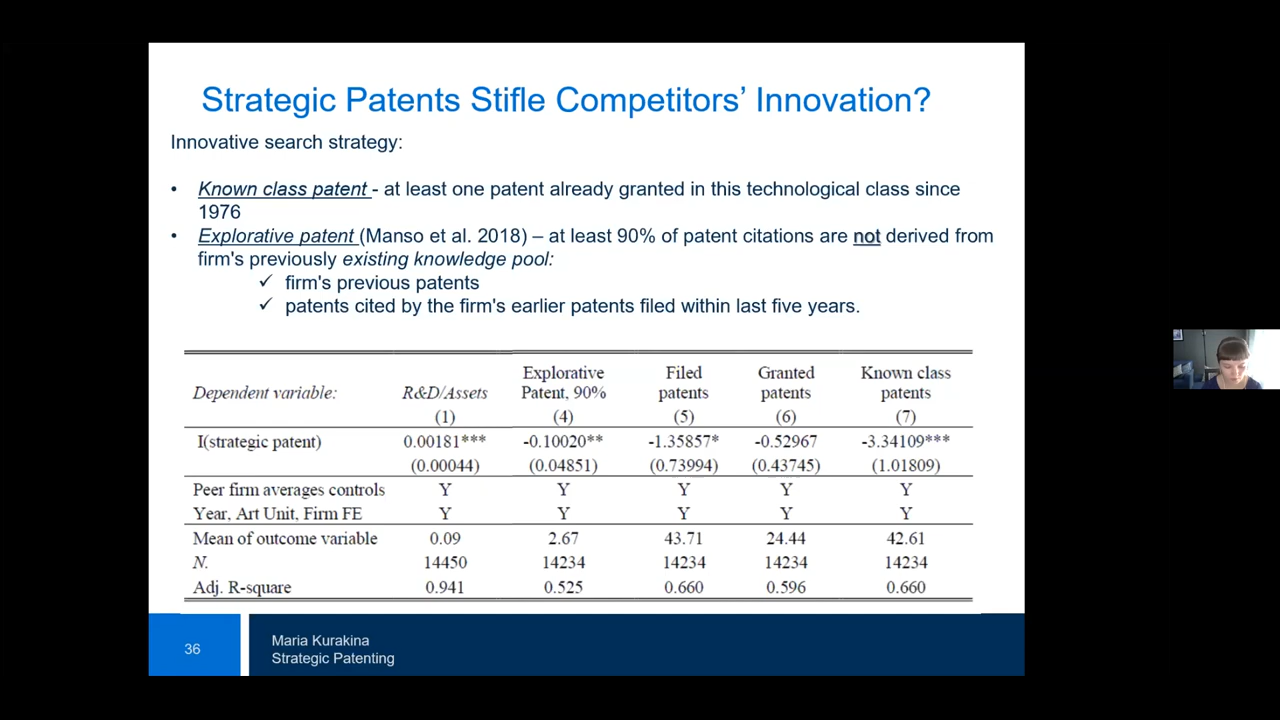 Strategic Patents Stifle Competitors’ Innovation?
Innovative search strategy:
• Known class patent - at least one patent already granted in this technological class since
1976
• Explorative patent (Manso et al. 2018) – at least 90% of patent citations are not derived from
firm's previously existing knowledge pool:
✓ firm's previous patents
✓ patents cited by the firm's earlier patents filed within last five years.
Dependent variable: R&D/Assets Explorative Patent, 90% Filed patents Granted patents Known class patents
(1) (4) (5) (6) (7)
I(strategic patent) 0.00181*** -0.10020** -1.35857* -0.52967 -3.34109***
(0.00044) (0.04851) (0.73994) (0.43745) (1.01809)
Peer firm averages controls Y Y Y Y Y
Year, Art Unit, Firm FE Y Y Y Y Y
Mean of outcome variable 0.09 2.67 43.71 24.44 42.61
N. 14450 14234 14234 14234 14234
Adj. R-square 0.941 0.525 0.660 0.596 0.660
36
Maria Kurakina
Strategic Patenting